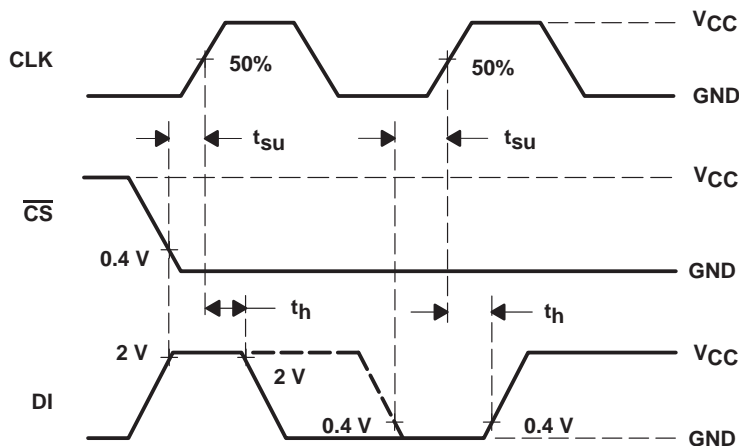 VCC
CLK
50%
50%
GND
tsu
tsu
VCC
CS
0.4 V
GND
th
th
2 V
VCC
2 V
DI
0.4 V
0.4 V
GND